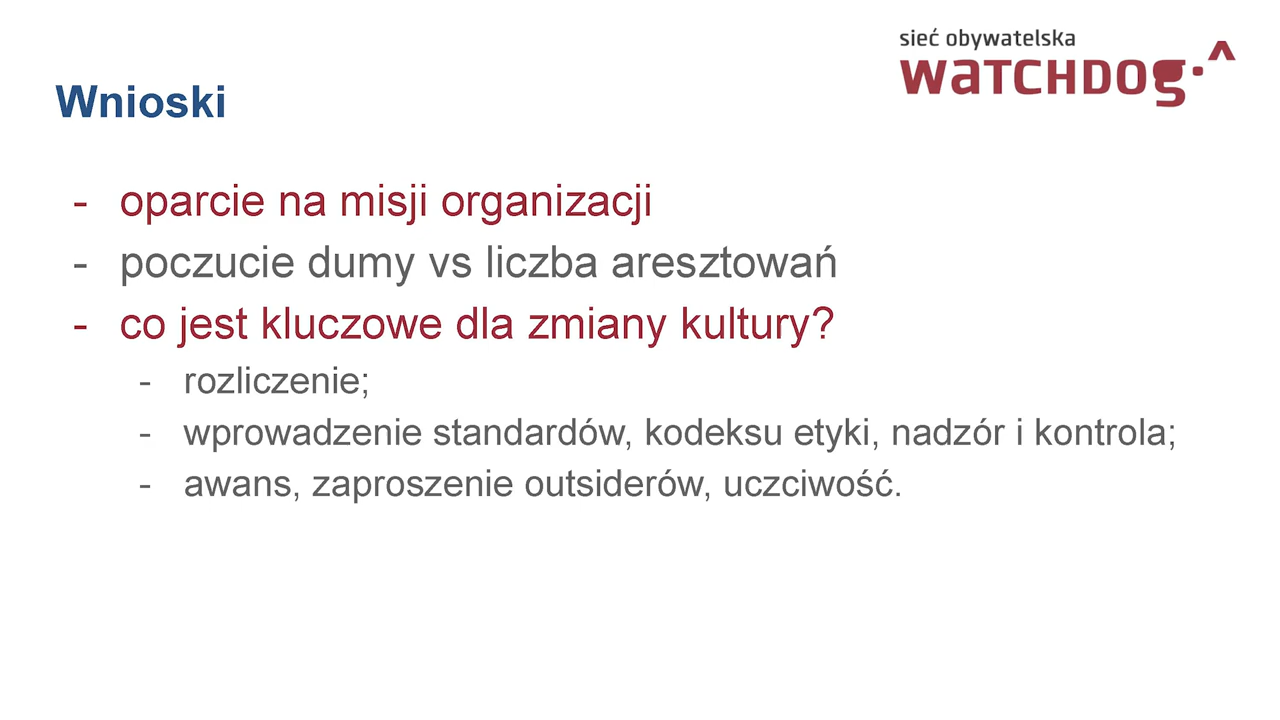 sieć obywatelska
WATCHDOG
Wnioski
- oparcie na misji organizacji
- poczucie dumy vs liczba aresztowań
- co jest kluczowe dla zmiany kultury?
- rozliczenie;
- wprowadzenie standardów, kodeksu etyki, nadzór i kontrola;
- awans, zaproszenie outsiderów, uczciwość.